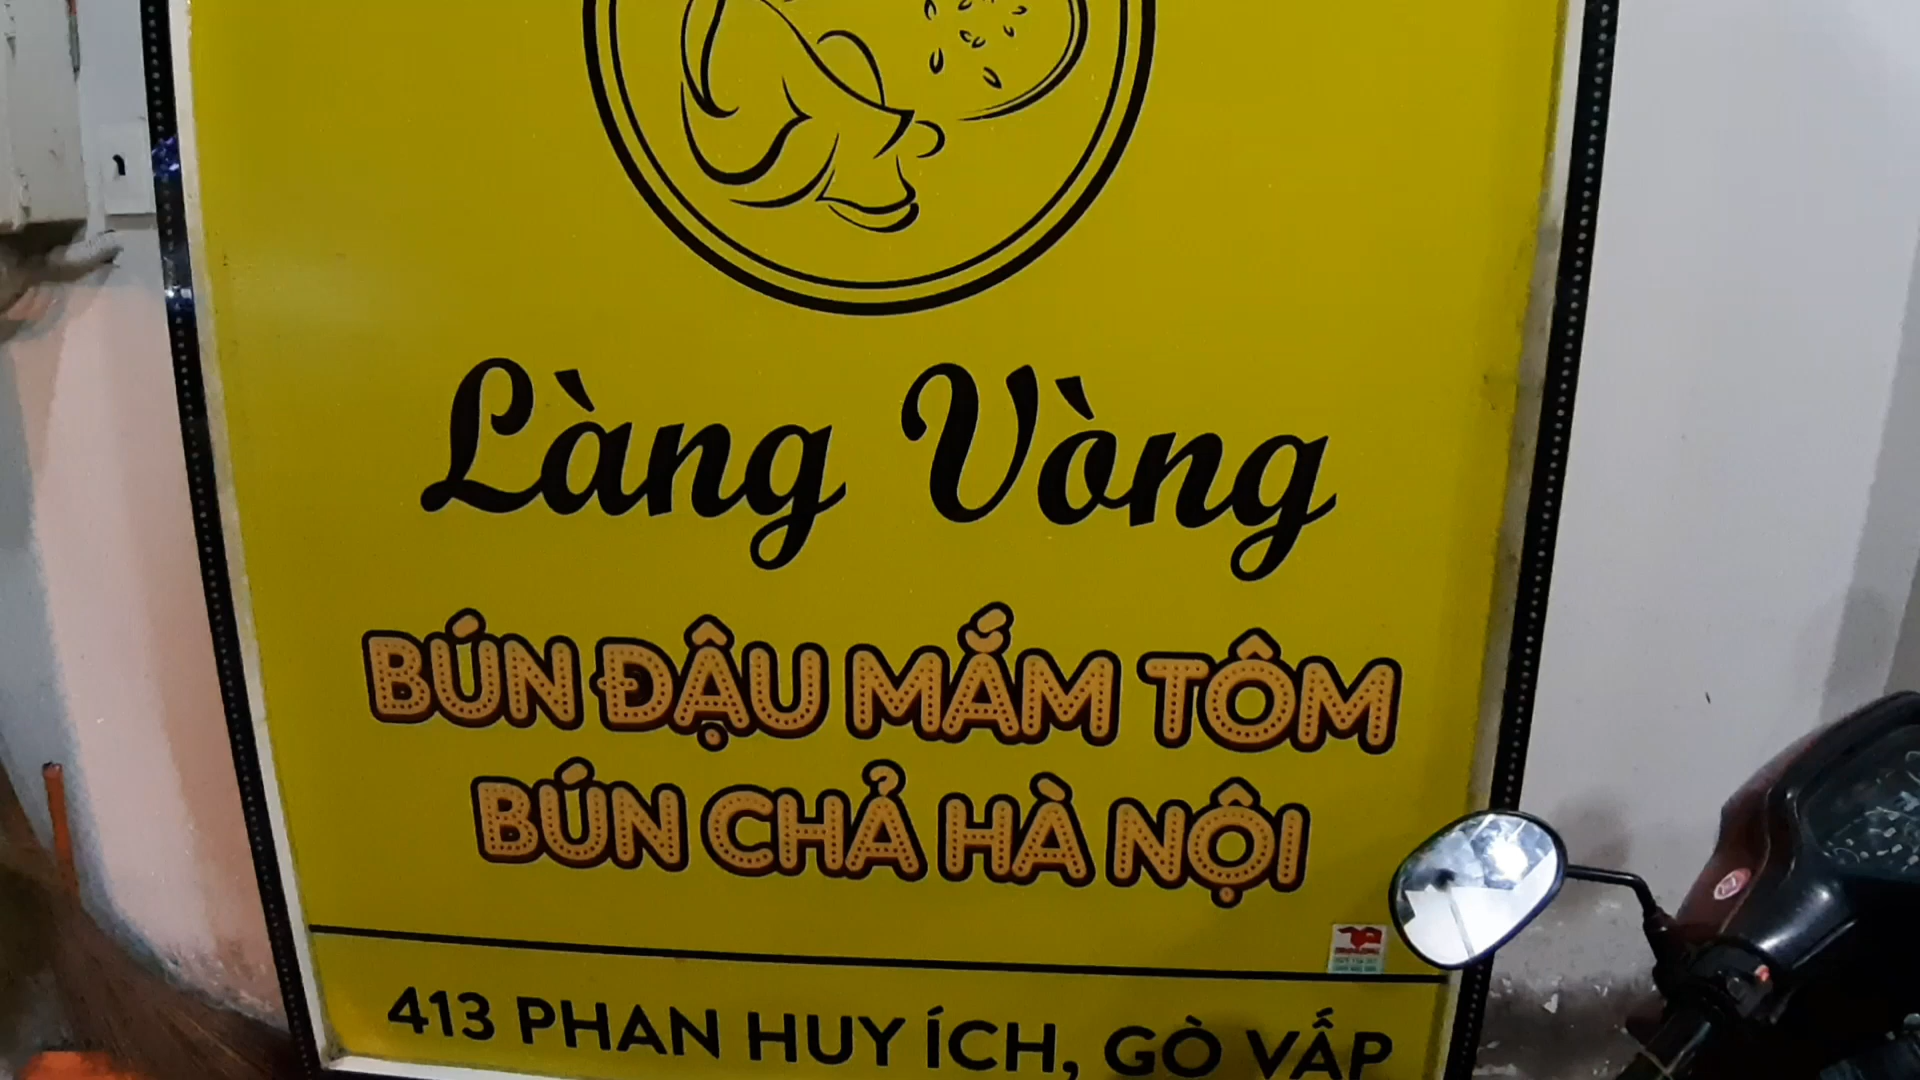 Làng Vòng
BÚN ĐẬU MẮM TÔM
BÚN CHẢ HÀ NỘI
413 PHAN HUY ÍCH, GÒ VẤP